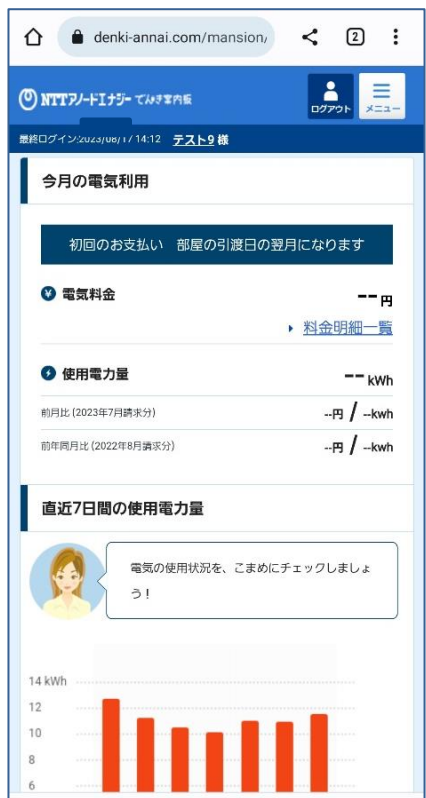 denki-annai.com/mansion/
2
NTTアノードエナジー でんき案内板
ログアウト
メニュー
最終ログイン:2023/08/17 14:12 テスト9 様
今月の電気利用
初回のお支払い 部屋の引渡日の翌月になります
電気料金
--円
料金明細一覧
使用電力量
-- kWh
前月比 (2023年7月請求分) --円 / --kwh
前年同月比 (2022年8月請求分) --円 / --kwh
直近7日間の使用電力量
電気の使用状況を、こまめにチェックしましょ
う!
14 kWh
12
10
8
6